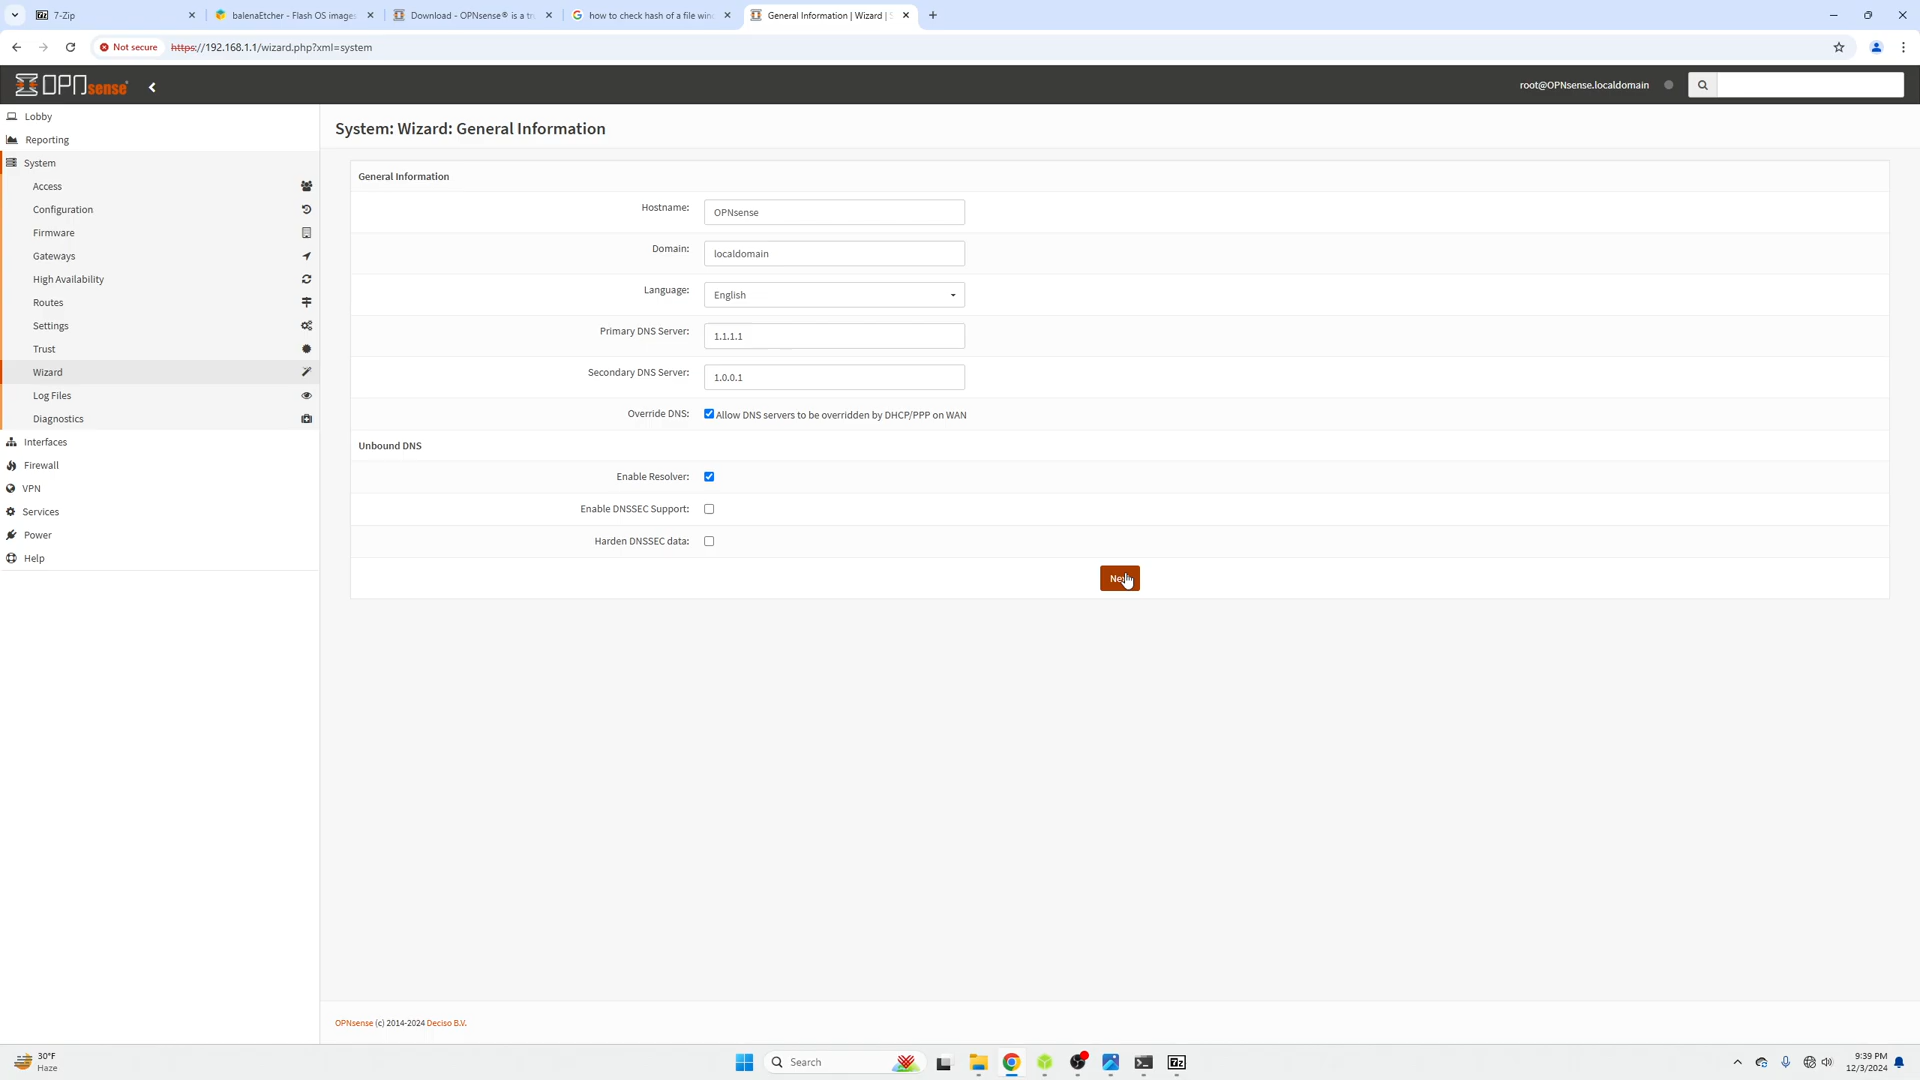 7-Zip
balenaEtcher - Flash OS images
Download - OPNsense® is a tru
how to check hash of a file win
General Information | Wizard |
Not secure
https://192.168.1.1/wizard.php?xml=system
OPNsense
root@OPNsense.localdomain
Lobby
Reporting
System
Access
Configuration
Firmware
Gateways
High Availability
Routes
Settings
Trust
Wizard
Log Files
Diagnostics
Interfaces
Firewall
VPN
Services
Power
Help
System: Wizard: General Information
General Information
Hostname: OPNsense
Domain: localdomain
Language: English
Primary DNS Server: 1.1.1.1
Secondary DNS Server: 1.0.0.1
Override DNS: Allow DNS servers to be overridden by DHCP/PPP on WAN
Unbound DNS
Enable Resolver:
Enable DNSSEC Support:
Harden DNSSEC data:
OPNsense (c) 2014-2024 Deciso B.V.
30°F
Haze
Search
7z
9:39 PM
12/3/2024